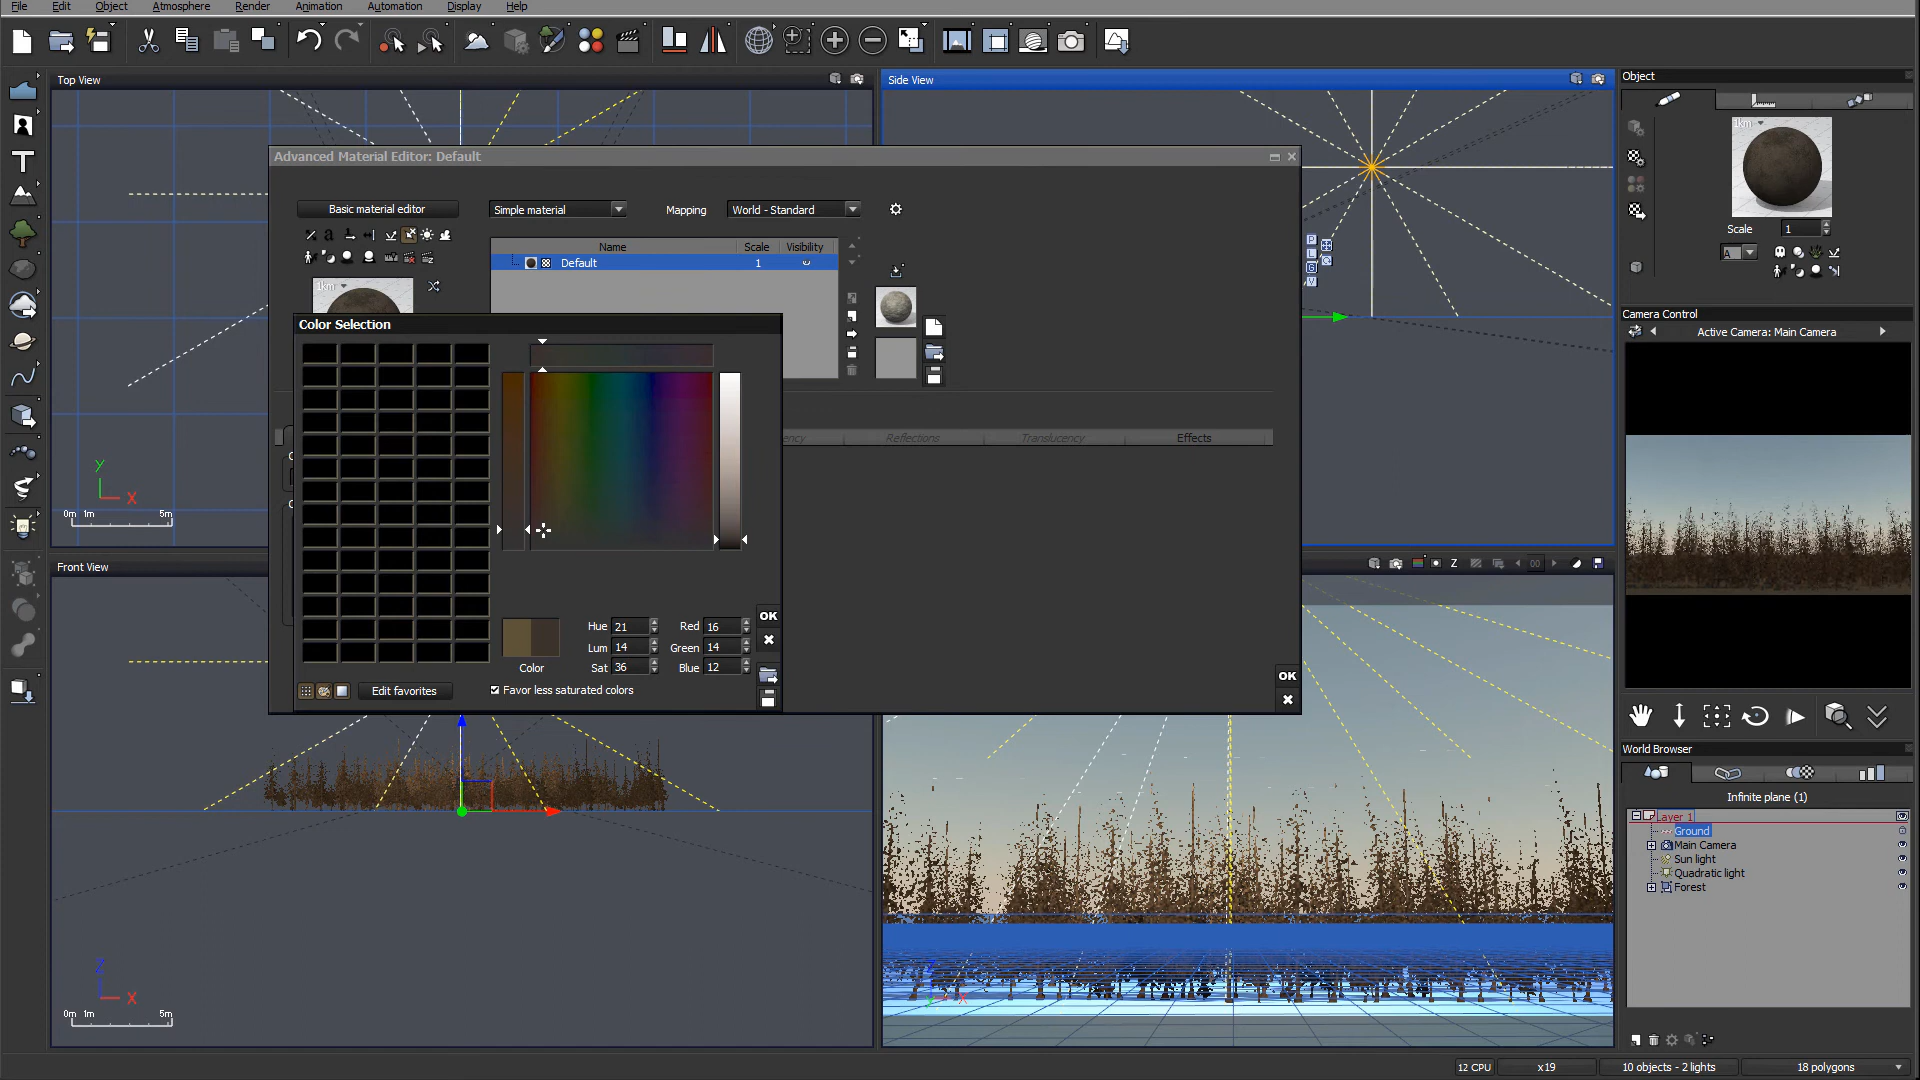 File Edit Object Atmosphere Render Animation Automation Display Help
Top View
Side View
Object
Advanced Material Editor: Default
1km
Scale 1
A
Basic material editor
Simple material
Mapping
World - Standard
Name Scale Visibility
Default 1
1km
P
L
G
V
Q
Camera Control
Active Camera: Main Camera
Color Selection
Reflections
Translucency
Effects
Y
X
0m 1m 5m
Front View
Z
00
Hue 21
Red 16
OK
Lum 14
Green 14
Sat 36
Blue 12
Color
OK
Edit favorites
Favor less saturated colors
World Browser
Infinite plane (1)
Layer 1
Ground
Main Camera
Sun light
Quadratic light
Forest
Z
X
0m 1m 5m
Z
Y
X
12 CPU
x19
10 objects - 2 lights
18 polygons